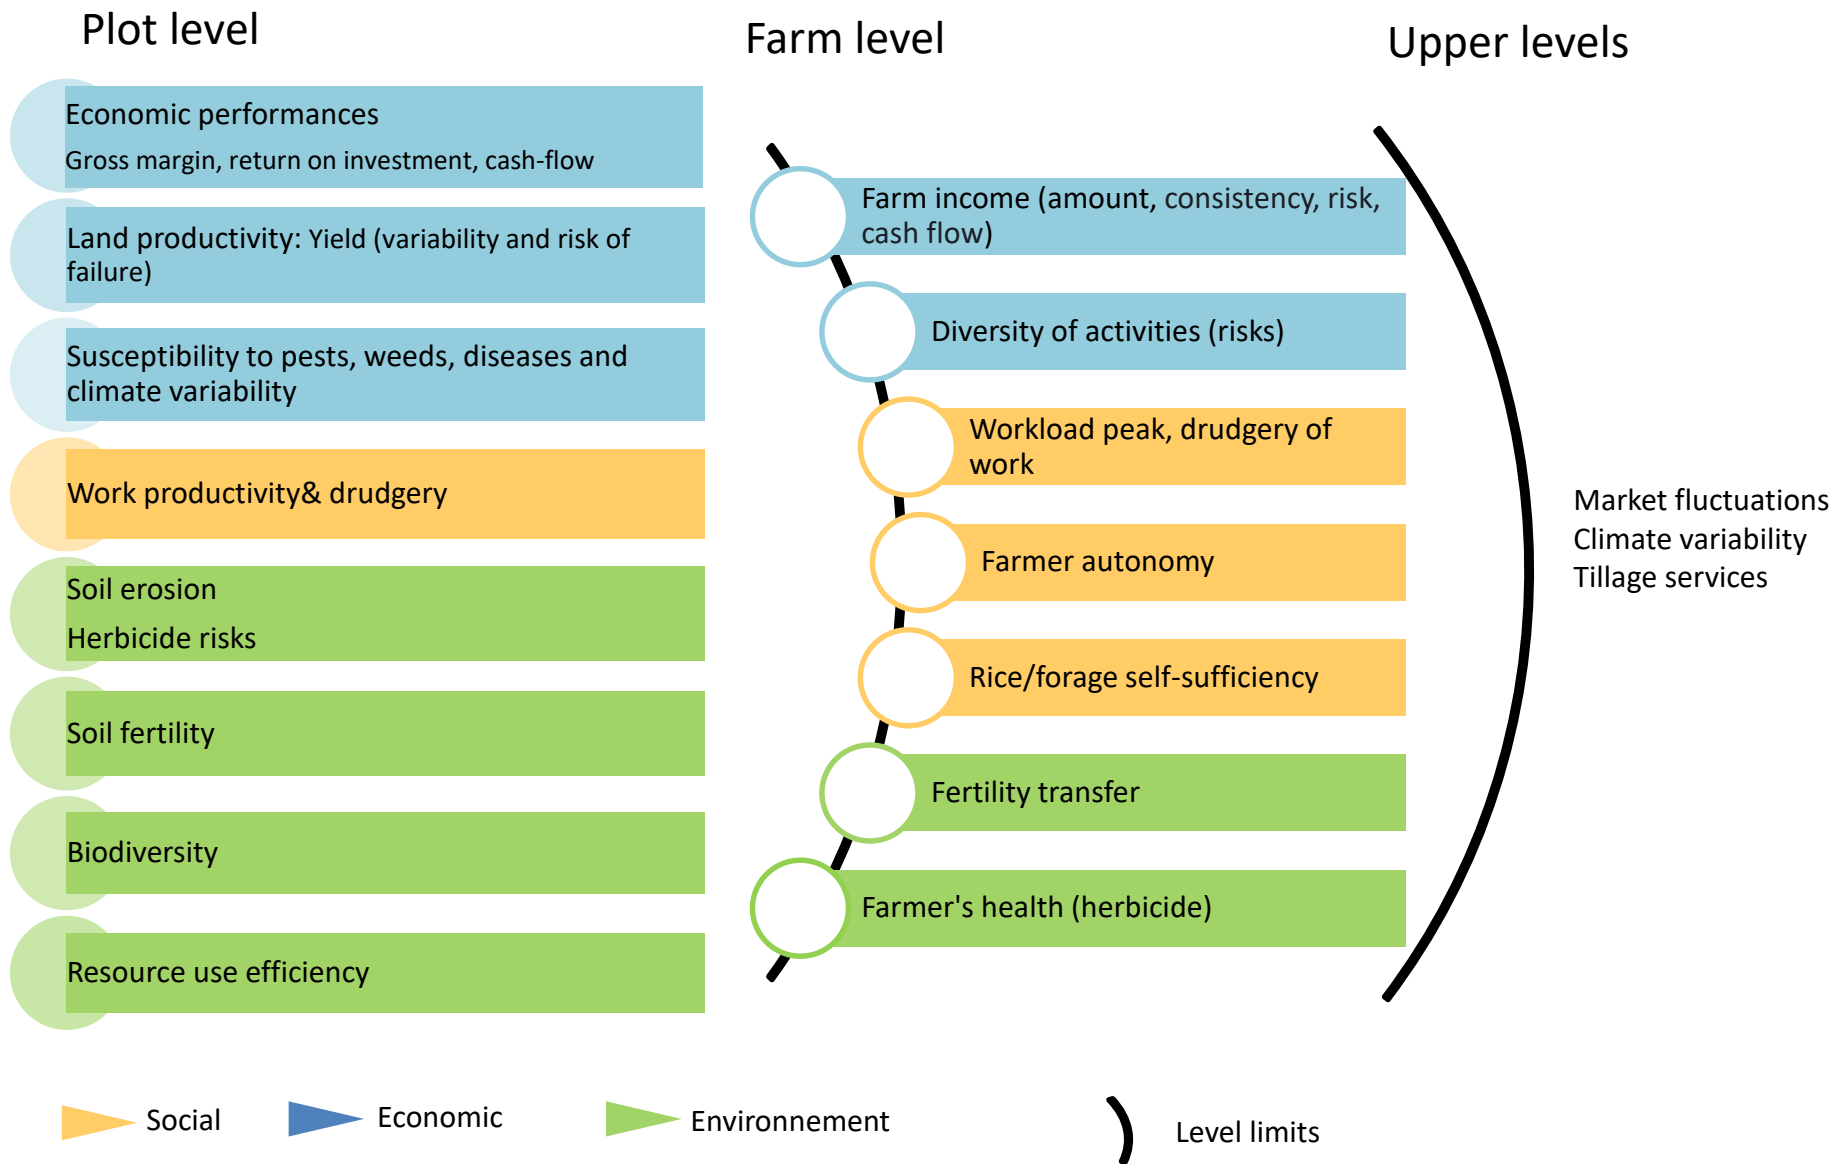 Plot level
Farm level
Upper levels
Economic performances
Gross margin, return on investment, cash-flow
Land productivity: Yield (variability and risk of
failure)
Susceptibility to pests, weeds, diseases and
climate variability
Work productivity& drudgery
Soil erosion
Herbicide risks
Soil fertility
Biodiversity
Resource use efficiency
Farm income (amount, consistency, risk,
cash flow)
Diversity of activities (risks)
Workload peak, drudgery of
work
Farmer autonomy
Rice/forage self-sufficiency
Fertility transfer
Farmer's health (herbicide)
Market fluctuations
Climate variability
Tillage services
Social
Economic
Environnement
Level limits